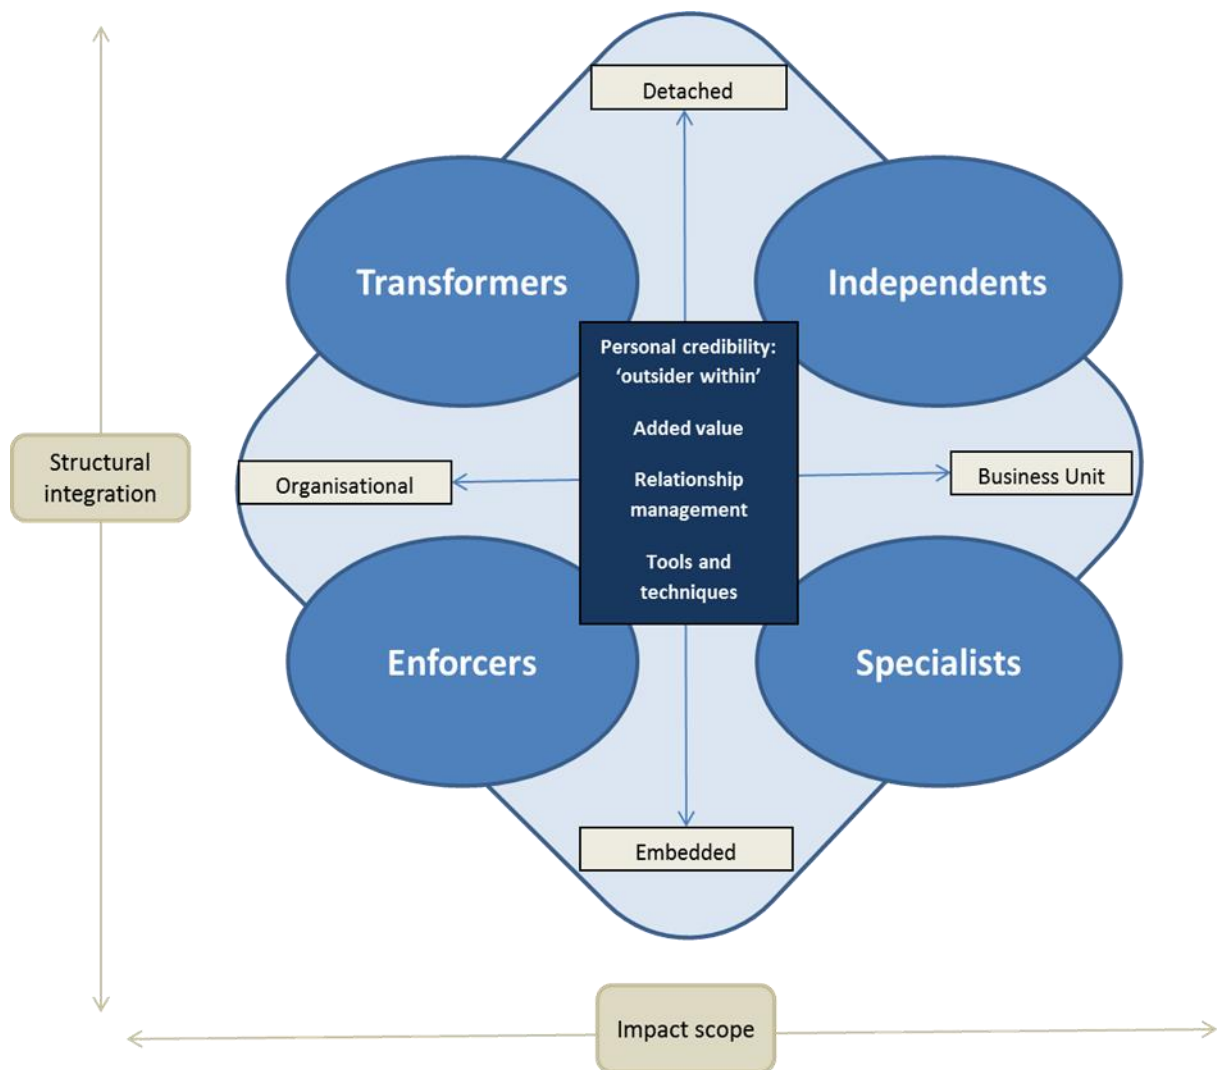 Detached
Transformers
Independents
Personal credibility:
‘outsider within’
Added value
Relationship
management
Tools and
techniques
Structural
integration
Organisational
Business Unit
Enforcers
Specialists
Embedded
Impact scope